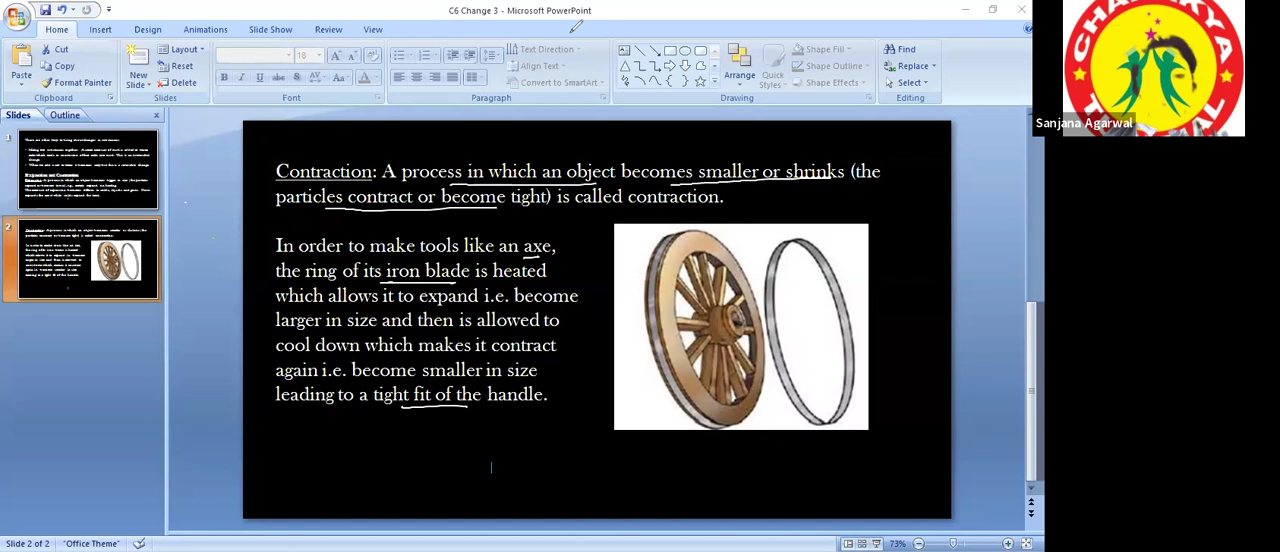 C6 Change 3 - Microsoft PowerPoint
Home Insert Design Animations Slide Show Review View
Cut
Copy
Format Painter
Paste
Clipboard
New Slide
Layout
Reset
Delete
Slides
18
Font
Paragraph
Text Direction
Align Text
Convert to SmartArt
Arrange
Quick Styles
Shape Fill
Shape Outline
Shape Effects
Drawing
Find
Replace
Select
Editing
Slides Outline
1
2
Contraction: A process in which an object becomes smaller or shrinks (the
particles contract or become tight) is called contraction.
In order to make tools like an axe,
the ring of its iron blade is heated
which allows it to expand i.e. become
larger in size and then is allowed to
cool down which makes it contract
again i.e. become smaller in size
leading to a tight fit of the handle.
Sanjana Agarwal
Slide 2 of 2 "Office Theme" 73%